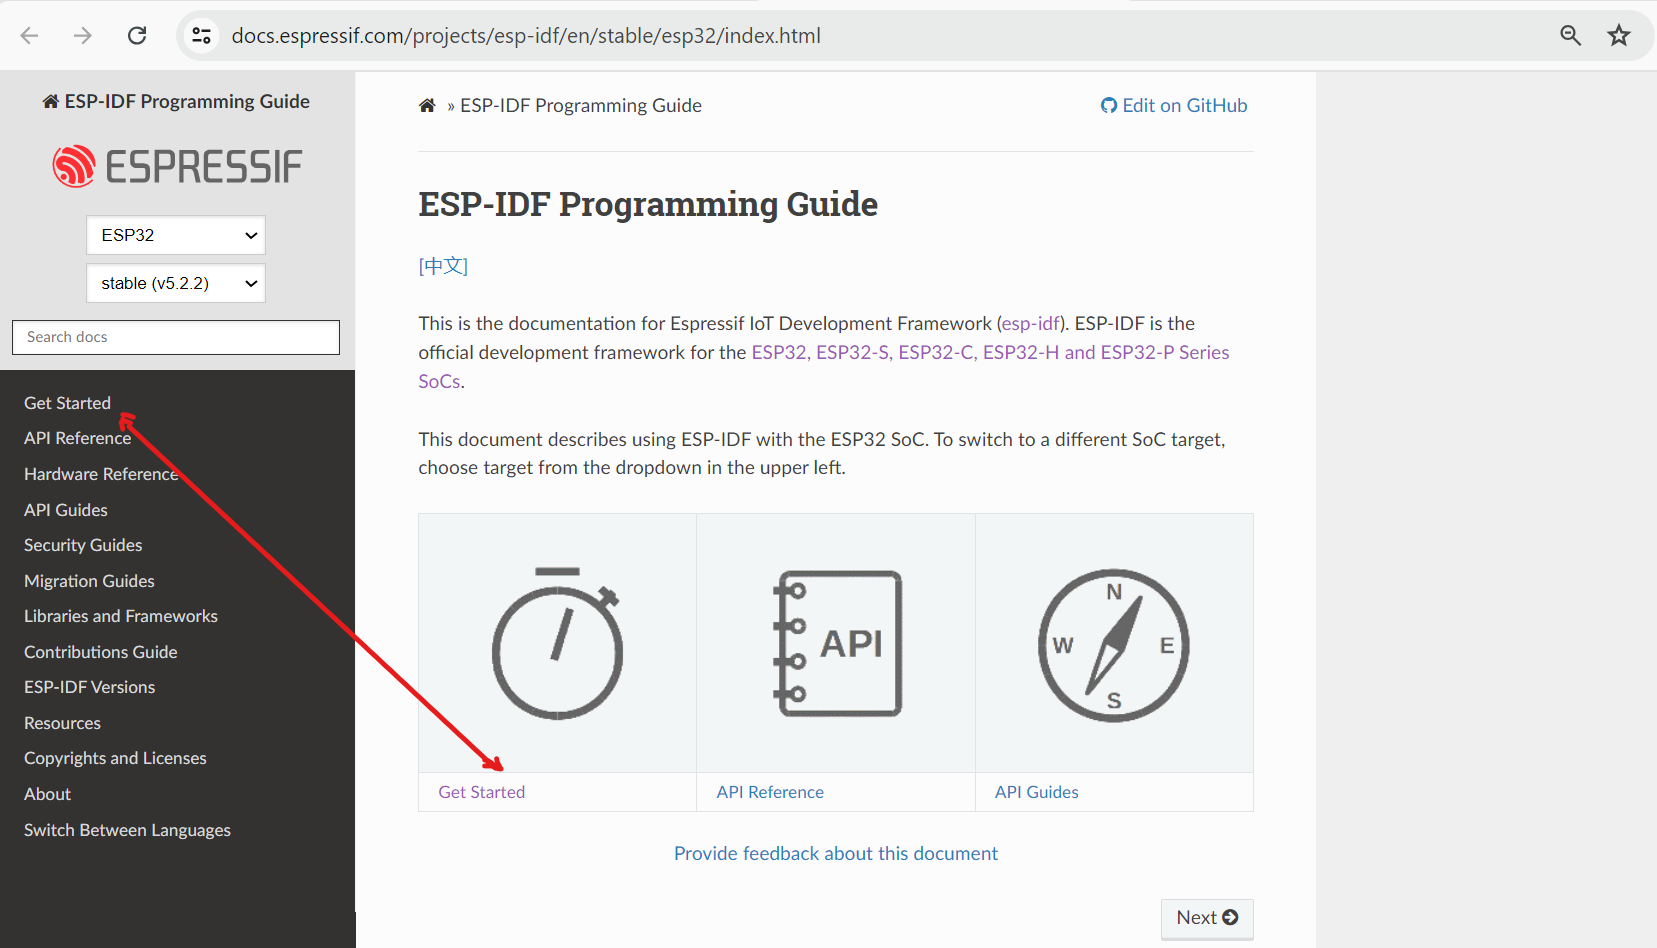 docs.espressif.com/projects/esp-idf/en/stable/esp32/index.html
ESP-IDF Programming Guide
ESPRESSIF
ESP32
stable (v5.2.2)
Search docs
Get Started
API Reference
Hardware Reference
API Guides
Security Guides
Migration Guides
Libraries and Frameworks
Contributions Guide
ESP-IDF Versions
Resources
Copyrights and Licenses
About
Switch Between Languages
» ESP-IDF Programming Guide
Edit on GitHub
ESP-IDF Programming Guide
[中文]
This is the documentation for Espressif IoT Development Framework (esp-idf). ESP-IDF is the
official development framework for the ESP32, ESP32-S, ESP32-C, ESP32-H and ESP32-P Series
SoCs.
This document describes using ESP-IDF with the ESP32 SoC. To switch to a different SoC target,
choose target from the dropdown in the upper left.
API
N
W E
S
Get Started
API Reference
API Guides
Provide feedback about this document
Next